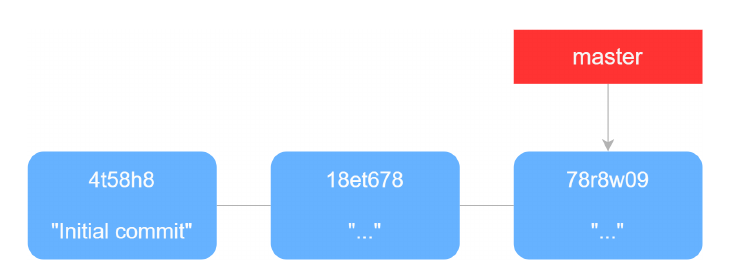 master
4t58h8
"Initial commit"
18et678
"..."
78r8w09
"..."